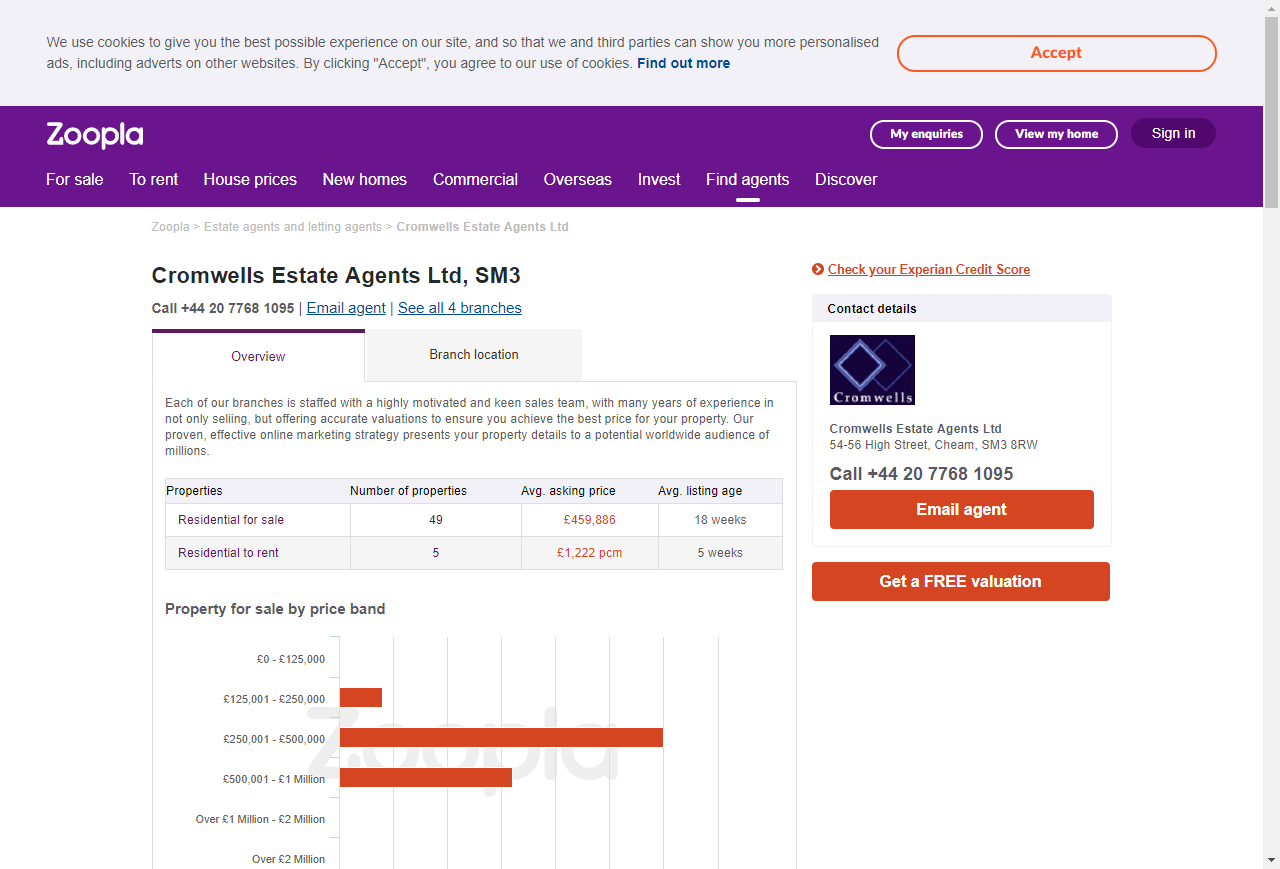 We use cookies to give you the best possible experience on our site, and so that we and third parties can show you more personalised
ads, including adverts on other websites. By clicking "Accept", you agree to our use of cookies. Find out more
Accept
Zoopla
My enquiries
View my home
Sign in
For sale
To rent
House prices
New homes
Commercial
Overseas
Invest
Find agents
Discover
Zoopla > Estate agents and letting agents > Cromwells Estate Agents Ltd
Cromwells Estate Agents Ltd, SM3
Call +44 20 7768 1095 | Email agent | See all 4 branches
Overview
Branch location
Each of our branches is staffed with a highly motivated and keen sales team, with many years of experience in
not only selling, but offering accurate valuations to ensure you achieve the best price for your property. Our
proven, effective online marketing strategy presents your property details to a potential worldwide audience of
millions.
Properties Number of properties Avg. asking price Avg. listing age
Residential for sale 49 £459,886 18 weeks
Residential to rent 5 £1,222 pcm 5 weeks
Property for sale by price band
£0 - £125,000
£125,001 - £250,000
£250,001 - £500,000
£500,001 - £1 Million
Over £1 Million - £2 Million
Over £2 Million
Zoopla
Check your Experian Credit Score
Contact details
Cromwells
Cromwells Estate Agents Ltd
54-56 High Street, Cheam, SM3 8RW
Call +44 20 7768 1095
Email agent
Get a FREE valuation